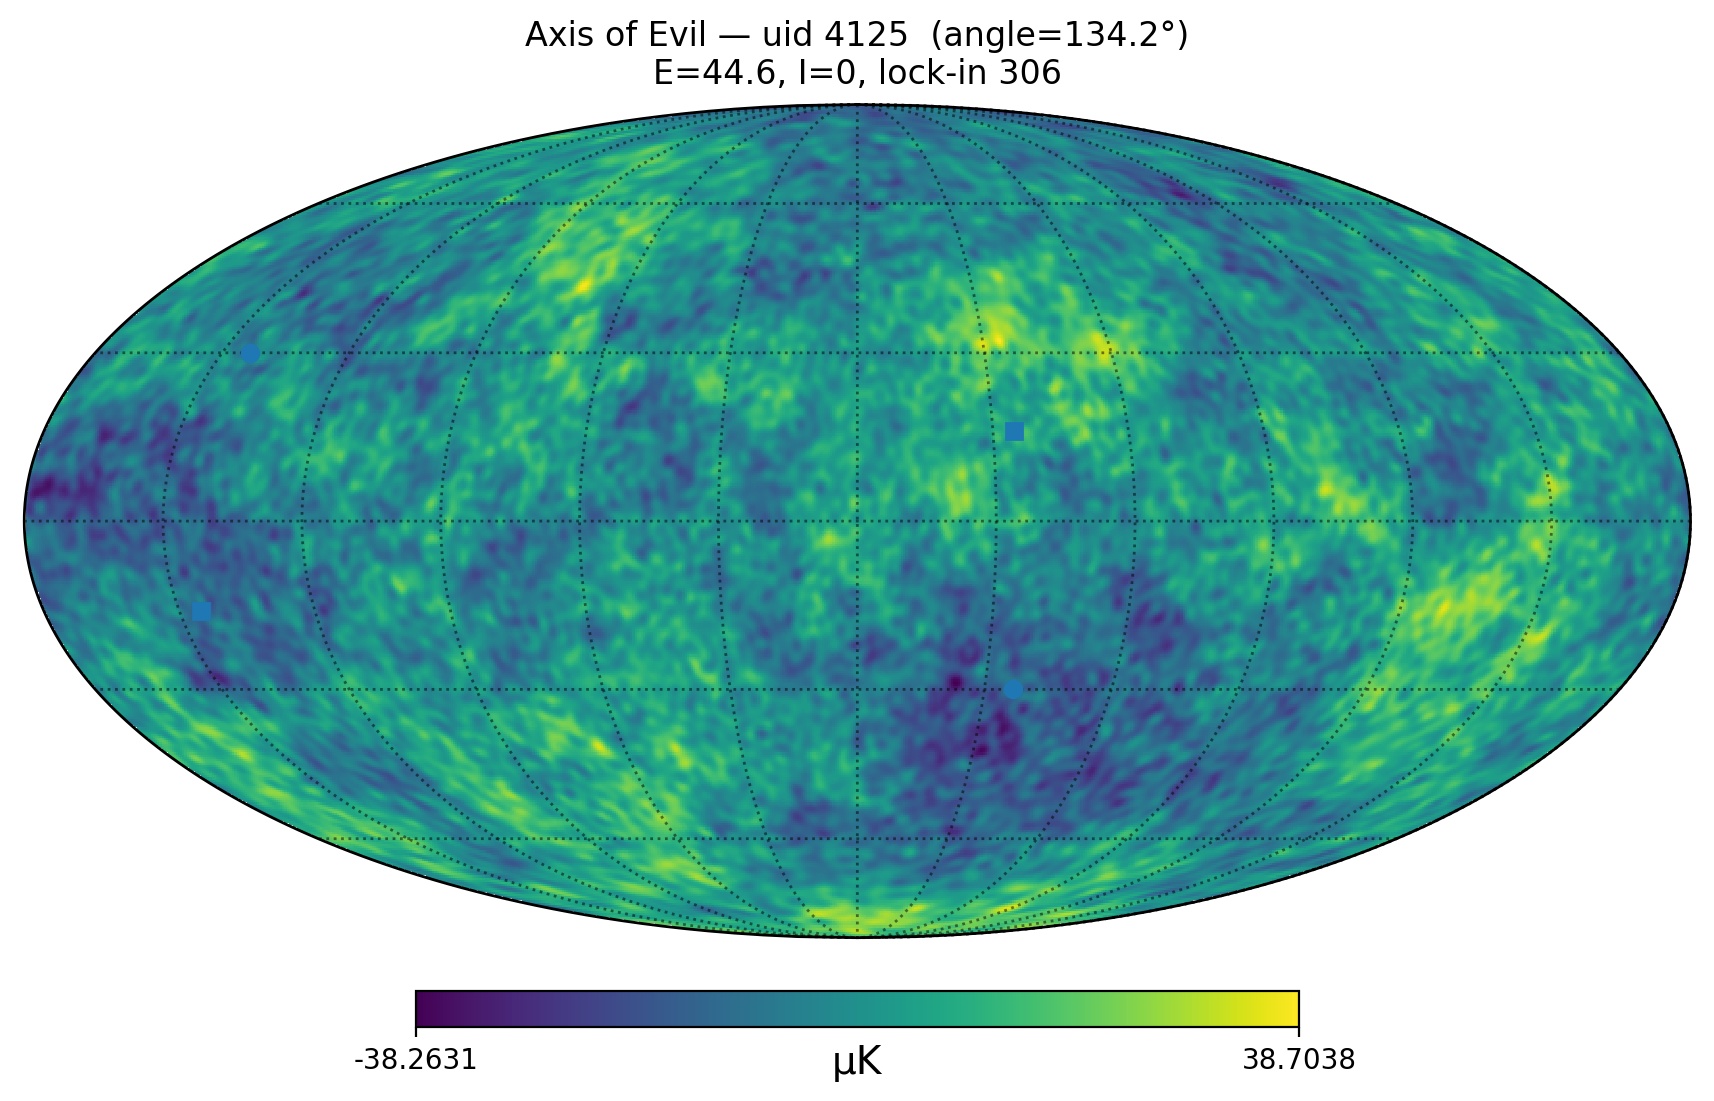 Axis of Evil — uid 4125  (angle=134.2°)
E=44.6, I=0, lock-in 306
-38.2631
μK
38.7038